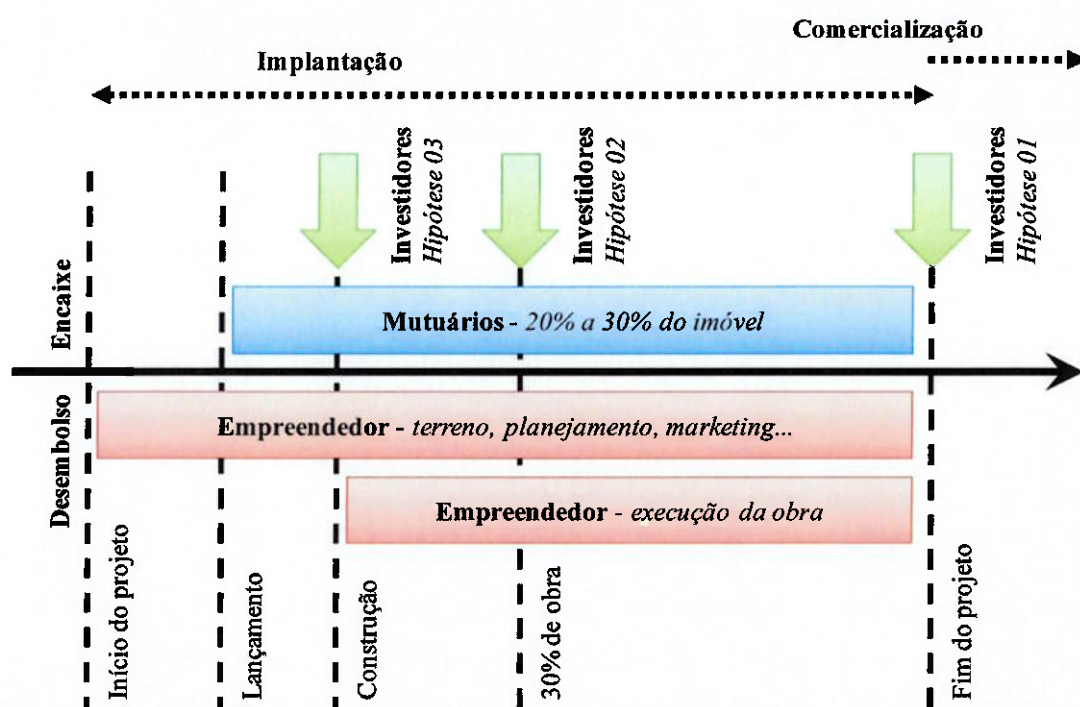 Comercialização
Implantação
Investidores
Hipótese 03
Investidores
Hipótese 02
Investidores
Hipótese 01
Encaixe
Mutuários - 20% a 30% do imóvel
Desembolso
Empreendedor - terreno, planejamento, marketing...
Empreendedor - execução da obra
Início do projeto
Lançamento
Construção
30% de obra
Fim do projeto